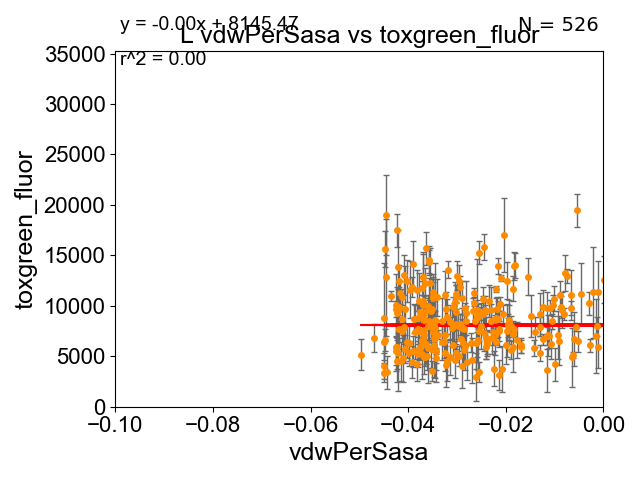 y = -0.00x + 8145.47
N = 526
L vdwPerSasa vs toxgreen_fluor
r^2 = 0.00
35000
30000
25000
20000
15000
10000
5000
0
toxgreen_fluor
−0.10
−0.08
−0.06
−0.04
−0.02
0.00
vdwPerSasa